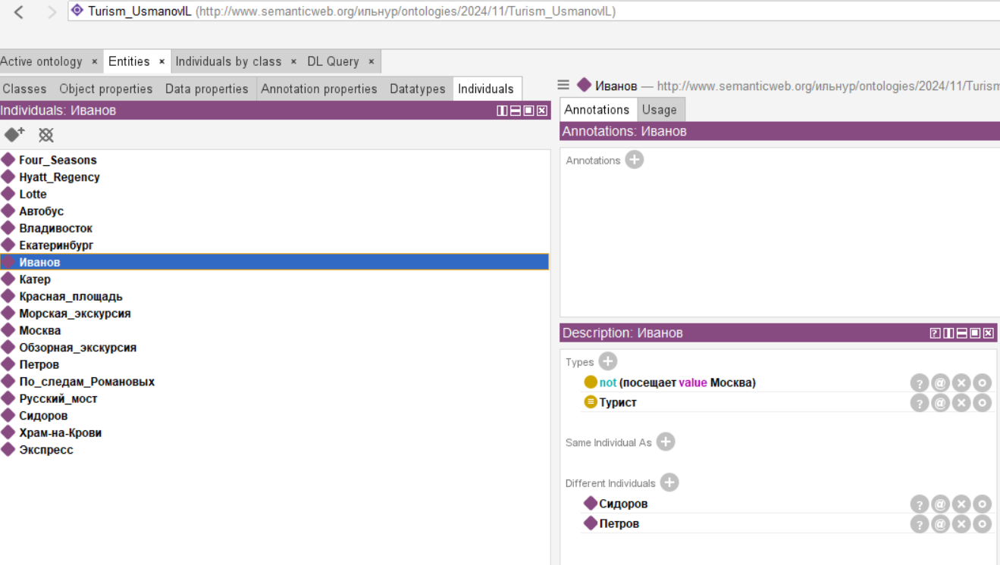 Turism_UsmanovIL (http://www.semanticweb.org/ильнур/ontologies/2024/11/Turism_UsmanovIL)
Active ontology × Entities × Individuals by class × DL Query ×
Classes Object properties Data properties Annotation properties Datatypes Individuals
Individuals: Иванов
Four_Seasons
Hyatt_Regency
Lotte
Автобус
Владивосток
Екатеринбург
Иванов
Катер
Красная_площадь
Морская_экскурсия
Москва
Обзорная_экскурсия
Петров
По_следам_Романовых
Русский_мост
Сидоров
Храм-на-Крови
Экспресс
Иванов — http://www.semanticweb.org/ильнур/ontologies/2024/11/Turism
Annotations Usage
Annotations: Иванов
Annotations
Description: Иванов
Types
not (посещает value Москва)
Турист
Same Individual As
Different Individuals
Сидоров
Петров